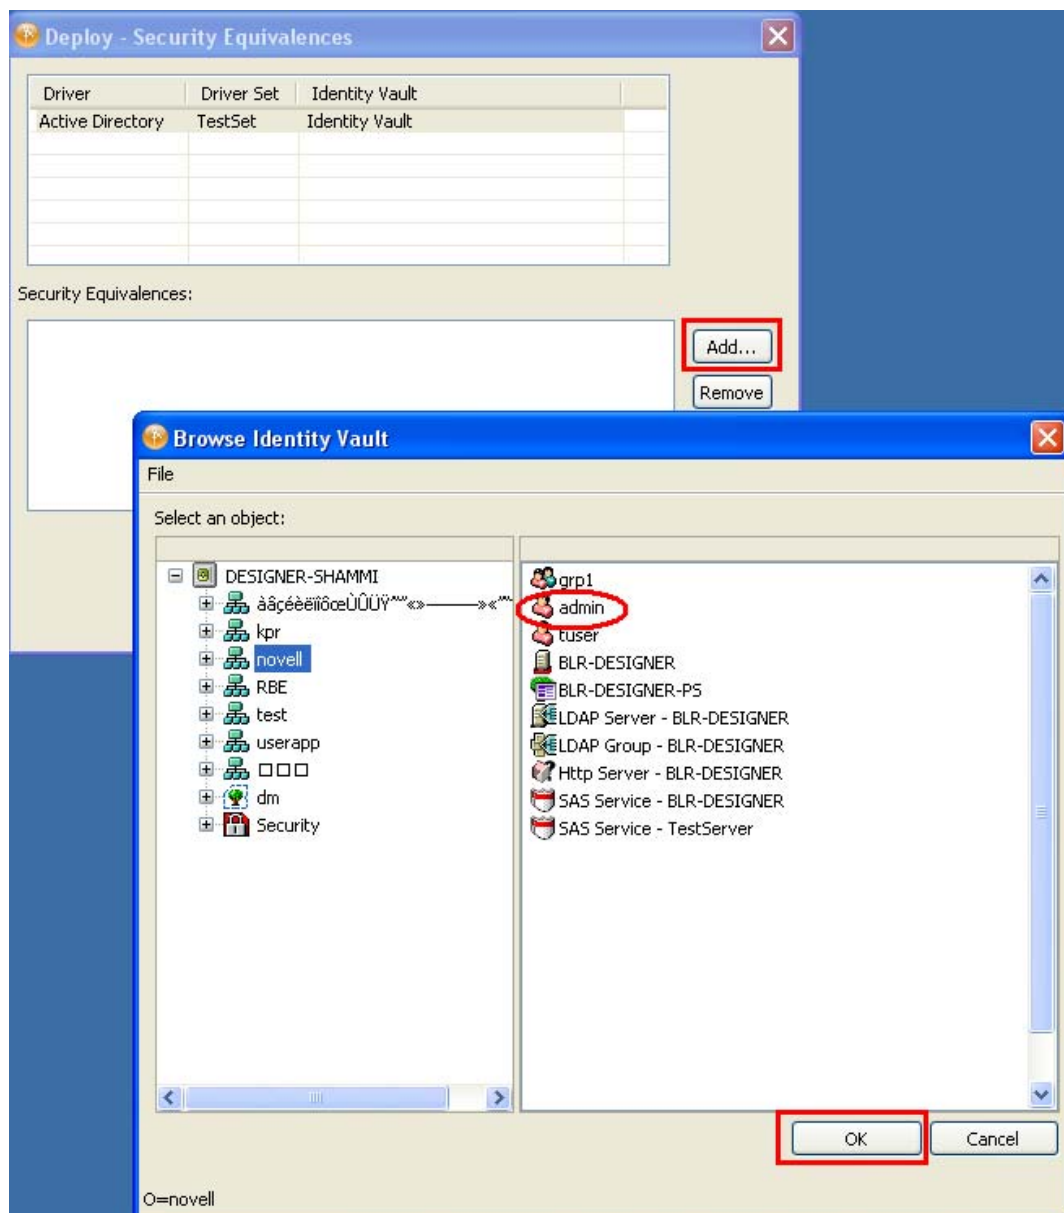 Deploy - Security Equivalences
Driver Driver Set Identity Vault
Active Directory TestSet Identity Vault
Security Equivalences:
Add...
Remove
Browse Identity Vault
File
Select an object:
DESIGNER-SHAMMI
kpr
novell
RBE
test
userapp
dm
Security
grp1
admin
tuser
BLR-DESIGNER
BLR-DESIGNER-PS
LDAP Server - BLR-DESIGNER
LDAP Group - BLR-DESIGNER
Http Server - BLR-DESIGNER
SAS Service - BLR-DESIGNER
SAS Service - TestServer
OK Cancel
O=novell